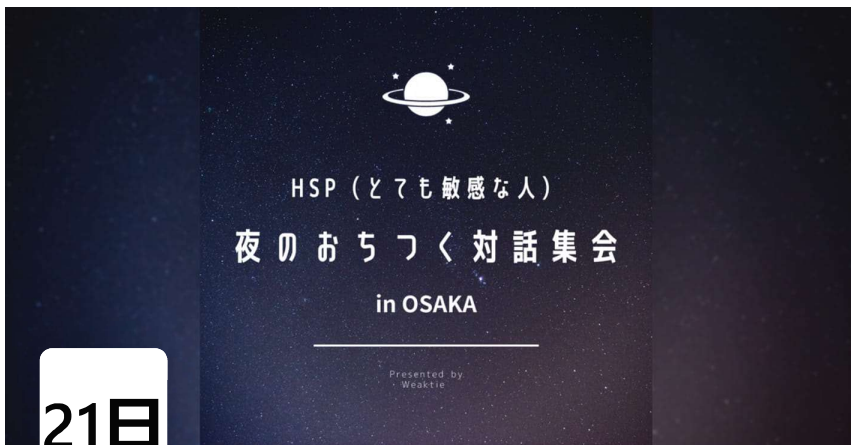 HSP (とても敏感な人)
夜のおちつく対話集会
in OSAKA
Presented by
Weaktie
21日